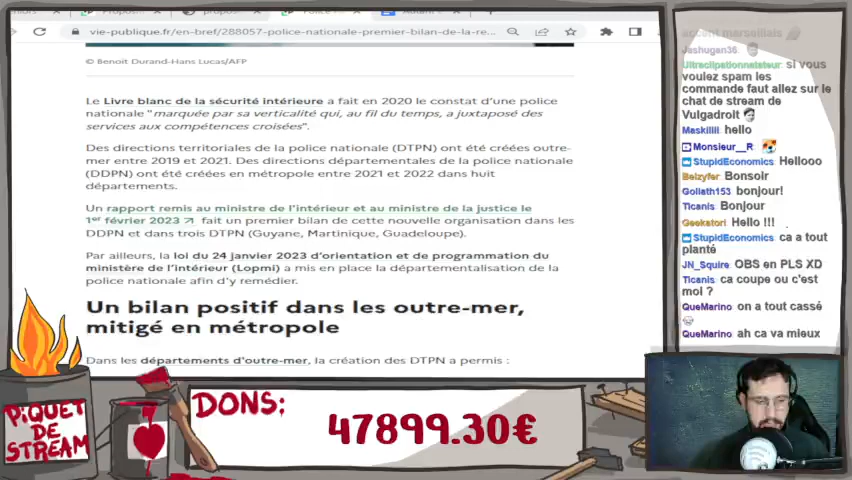 vie-publique.fr/en-bref/288057-police-nationale-premier-bilan-de-la-re...
© Benoit Durand-Hans Lucas/AFP
Le Livre blanc de la sécurité intérieure a fait en 2020 le constat d'une police
nationale "marquée par sa verticalité qui, au fil du temps, a juxtaposé des
services aux compétences croisées".
Des directions territoriales de la police nationale (DTPN) ont été créées outre-
mer entre 2019 et 2021. Des directions départementales de la police nationale
(DDPN) ont été créées en métropole entre 2021 et 2022 dans huit
départements.
Un rapport remis au ministre de l'intérieur et au ministre de la justice le
1er février 2023 fait un premier bilan de cette nouvelle organisation dans les
DDPN et dans trois DTPN (Guyane, Martinique, Guadeloupe).
Par ailleurs, la loi du 24 janvier 2023 d'orientation et de programmation du
ministère de l'intérieur (Lopmi) a mis en place la départementalisation de la
police nationale afin d'y remédier.
Un bilan positif dans les outre-mer,
mitigé en métropole
Dans les départements d'outre-mer, la création des DTPN a permis :
accent marseillais
Jashugan36
Ultreclipationnateteur: si vous
voulez spam les
commande faut allez sur le
chat de stream de
Vulgadroit
Maskilill hello
Monsieur__R
StupidEconomics Hellooo
Belzyfer Bonsoir
Goliath153 bonjour!
Ticanis Bonjour
Geekatori Hello !!!
StupidEconomics ca a tout
planté
JN_Squire OBS en PLS XD
Ticanis ca coupe ou c'est
moi ?
QueMarino on a tout cassé
QueMarino ah ca va mieux
PiQUET
DE
STREAM
DONS:
47899.30€